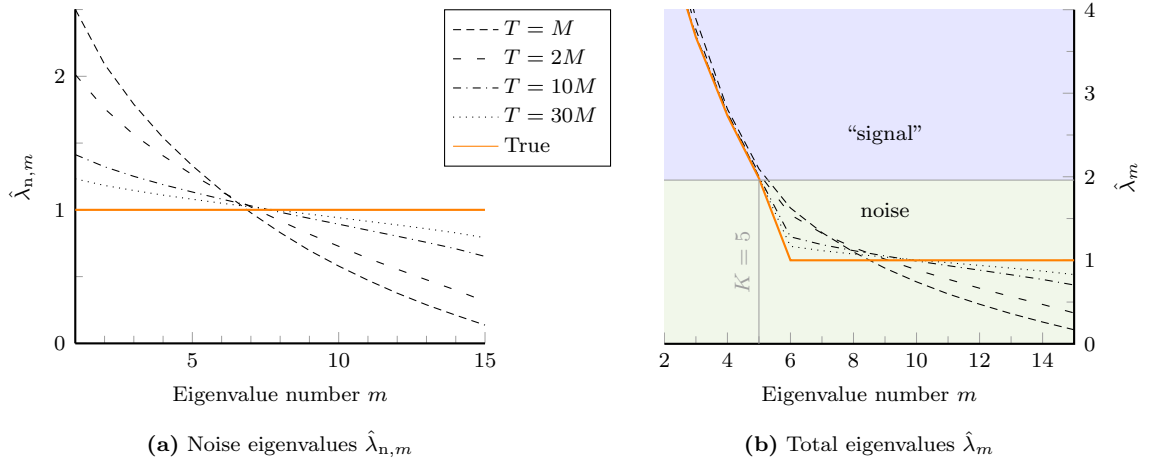 2
1
0
5
10
15
λ̂n,m
Eigenvalue number m
T = M
T = 2M
T = 10M
T = 30M
True
(a) Noise eigenvalues λ̂n,m
“signal”
noise
K = 5
4
3
2
1
0
2
4
6
8
10
12
14
λ̂m
Eigenvalue number m
(b) Total eigenvalues λ̂m